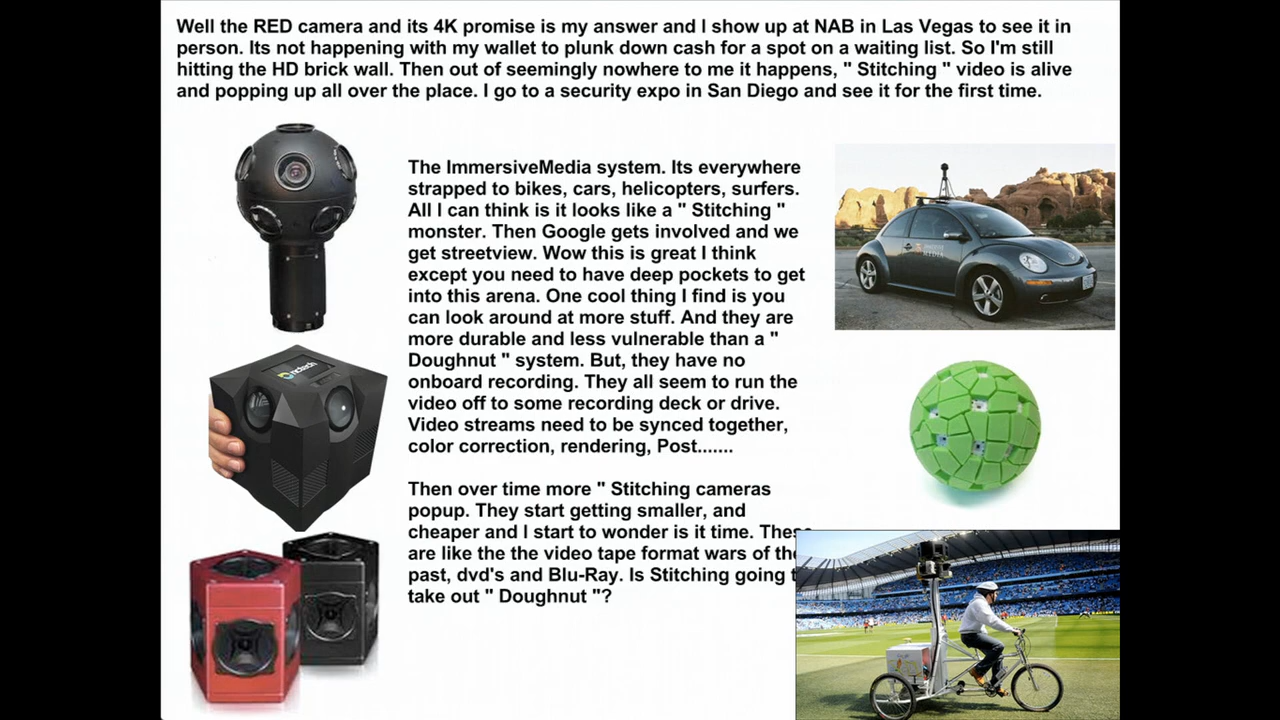 Well the RED camera and its 4K promise is my answer and I show up at NAB in Las Vegas to see it in
person. Its not happening with my wallet to plunk down cash for a spot on a waiting list. So I'm still
hitting the HD brick wall. Then out of seemingly nowhere to me it happens, " Stitching " video is alive
and popping up all over the place. I go to a security expo in San Diego and see it for the first time.
The ImmersiveMedia system. Its everywhere
strapped to bikes, cars, helicopters, surfers.
All I can think is it looks like a " Stitching "
monster. Then Google gets involved and we
get streetview. Wow this is great I think
except you need to have deep pockets to get
into this arena. One cool thing I find is you
can look around at more stuff. And they are
more durable and less vulnerable than a "
Doughnut " system. But, they have no
onboard recording. They all seem to run the
video off to some recording deck or drive.
Video streams need to be synced together,
color correction, rendering, Post.......
Then over time more " Stitching cameras
popup. They start getting smaller, and
cheaper and I start to wonder is it time. These
are like the the video tape format wars of the
past, dvd's and Blu-Ray. Is Stitching going t
take out " Doughnut "?
nctech
MEDIA